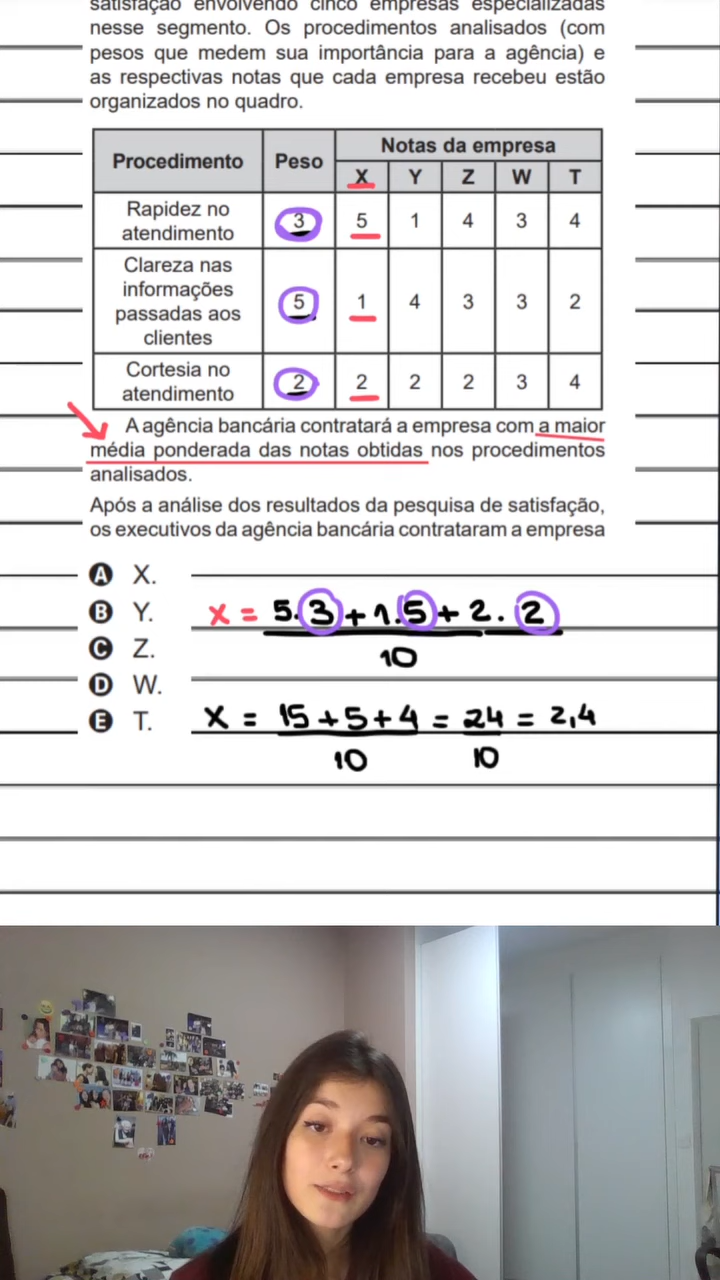 satisfação envolvendo cinco empresas especializadas
nesse segmento. Os procedimentos analisados (com
pesos que medem sua importância para a agência) e
as respectivas notas que cada empresa recebeu estão
organizados no quadro.
Procedimento Peso Notas da empresa
X Y Z W T
Rapidez no
atendimento 3 5 1 4 3 4
Clareza nas
informações
passadas aos
clientes 5 1 4 3 3 2
Cortesia no
atendimento 2 2 2 2 3 4
A agência bancária contratará a empresa com a maior
média ponderada das notas obtidas nos procedimentos
analisados.
Após a análise dos resultados da pesquisa de satisfação,
os executivos da agência bancária contrataram a empresa
A X.
B Y.
C Z.
D W.
E T.
X = 5.3 + 1.5 + 2.2
10
X = 15 + 5 + 4 = 24 = 2,4
10 10